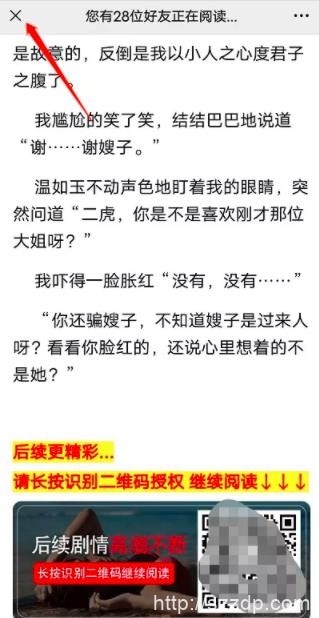 您有28位好友正在阅读...
是故意的，反倒是我以小人之心度君子
之腹了。
我尴尬的笑了笑，结结巴巴地说道
“谢……谢嫂子。”
温如玉不动声色地盯着我的眼睛，突
然问道“二虎，你是不是喜欢刚才那位
大姐呀？”
我吓得一脸胀红“没有，没有……”
“你还骗嫂子，不知道嫂子是过来人
呀？看看你脸红的，还说心里想着的不
是她？”
后续更精彩...
请长按识别二维码授权 继续阅读↓↓↓
后续剧情高潮不断
长按识别二维码继续阅读